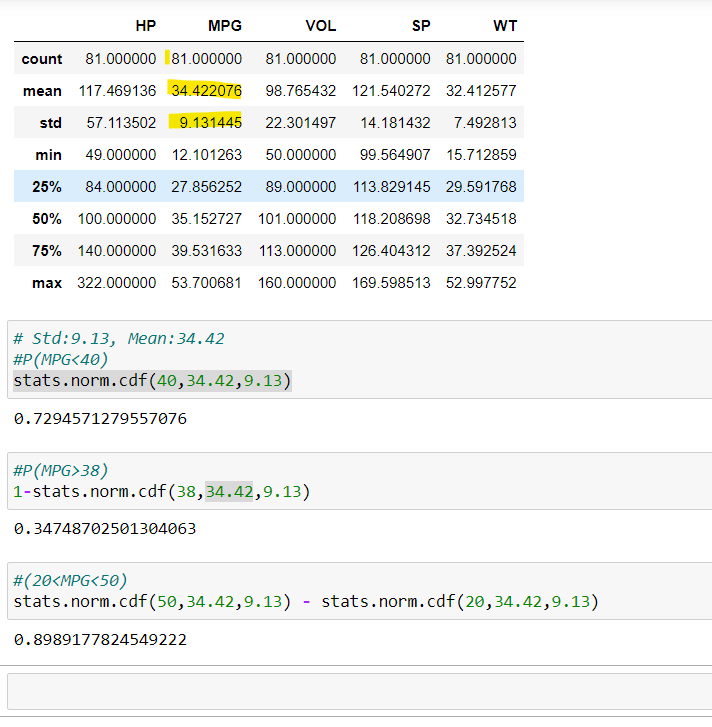 HP MPG VOL SP WT
count 81.000000 81.000000 81.000000 81.000000 81.000000
mean 117.469136 34.422076 98.765432 121.540272 32.412577
std 57.113502 9.131445 22.301497 14.181432 7.492813
min 49.000000 12.101263 50.000000 99.564907 15.712859
25% 84.000000 27.856252 89.000000 113.829145 29.591768
50% 100.000000 35.152727 101.000000 118.208698 32.734518
75% 140.000000 39.531633 113.000000 126.404312 37.392524
max 322.000000 53.700681 160.000000 169.598513 52.997752
# Std:9.13, Mean:34.42
#P(MPG<40)
stats.norm.cdf(40,34.42,9.13)
0.7294571279557076
#P(MPG>38)
1-stats.norm.cdf(38,34.42,9.13)
0.34748702501304063
#(20<MPG<50)
stats.norm.cdf(50,34.42,9.13) - stats.norm.cdf(20,34.42,9.13)
0.8989177824549222